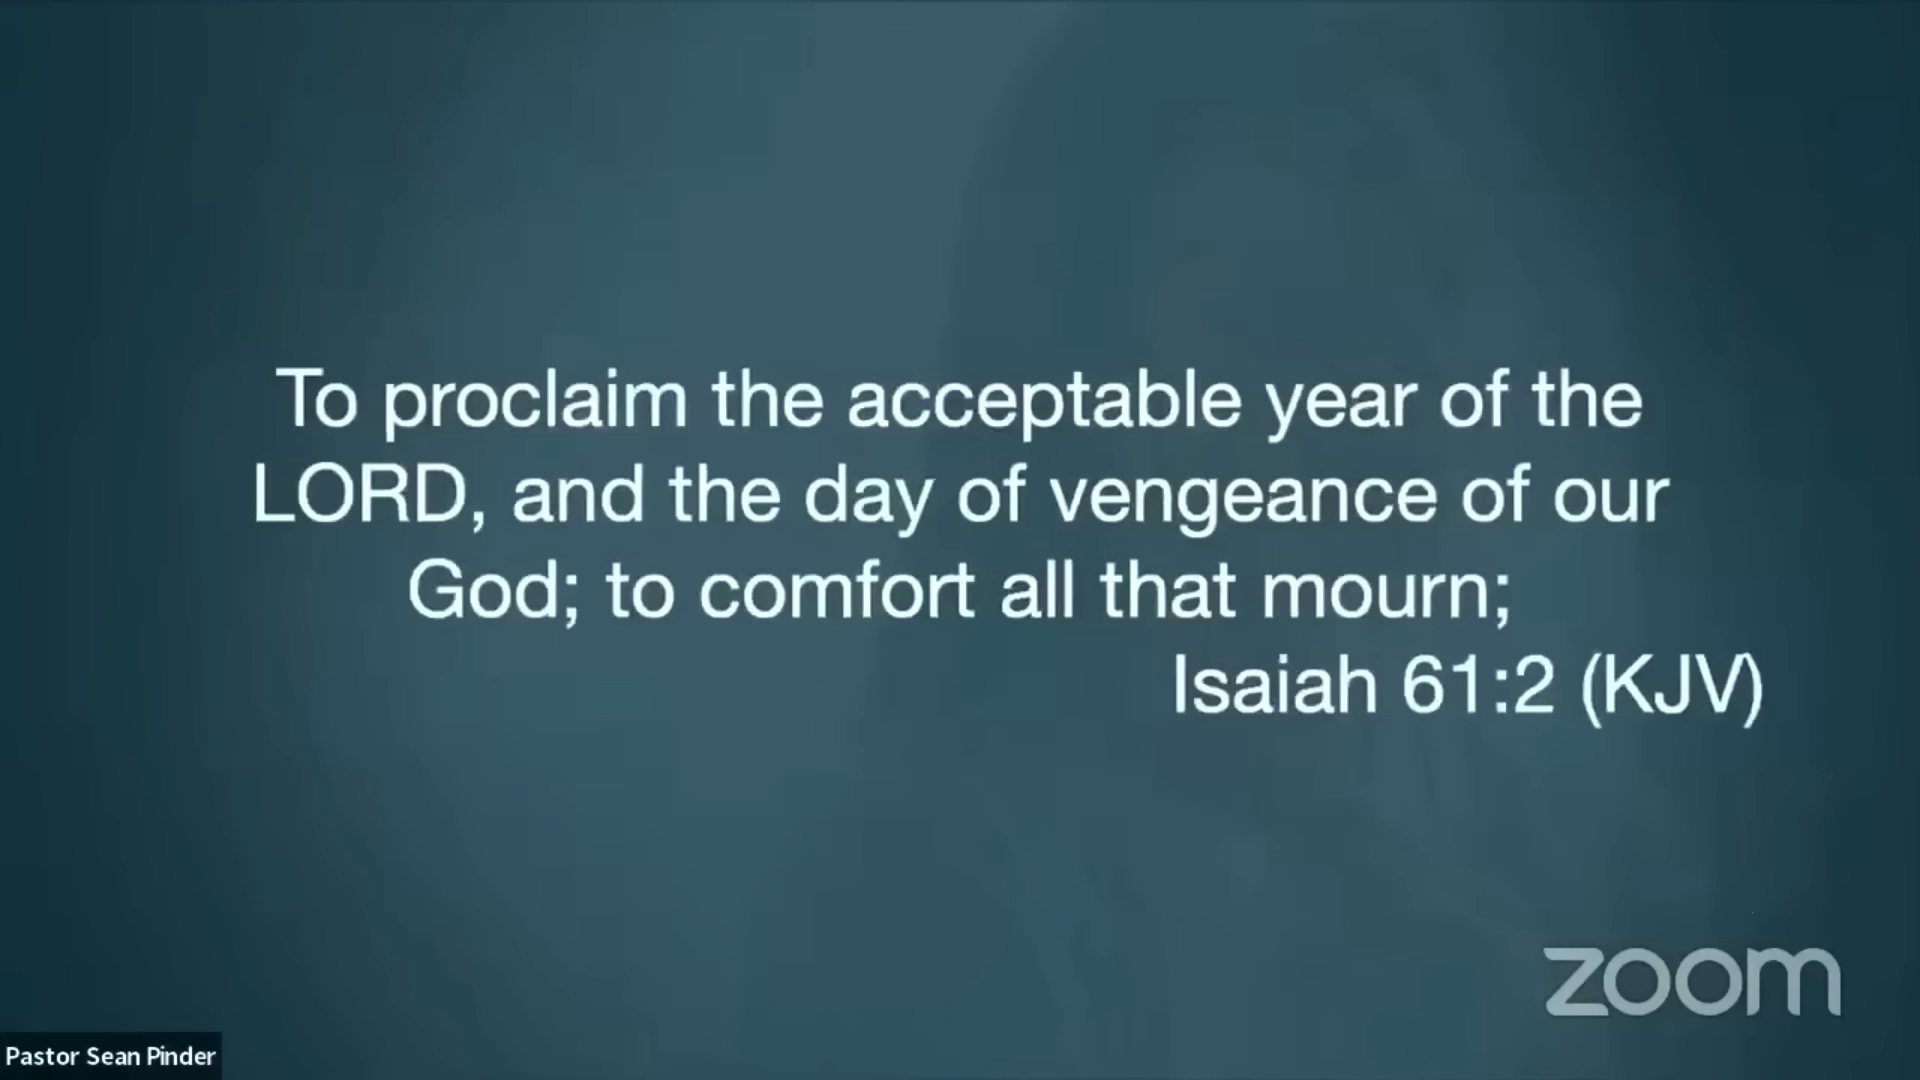 To proclaim the acceptable year of the
LORD, and the day of vengeance of our
God; to comfort all that mourn;
Isaiah 61:2 (KJV)
zoom
Pastor Sean Pinder